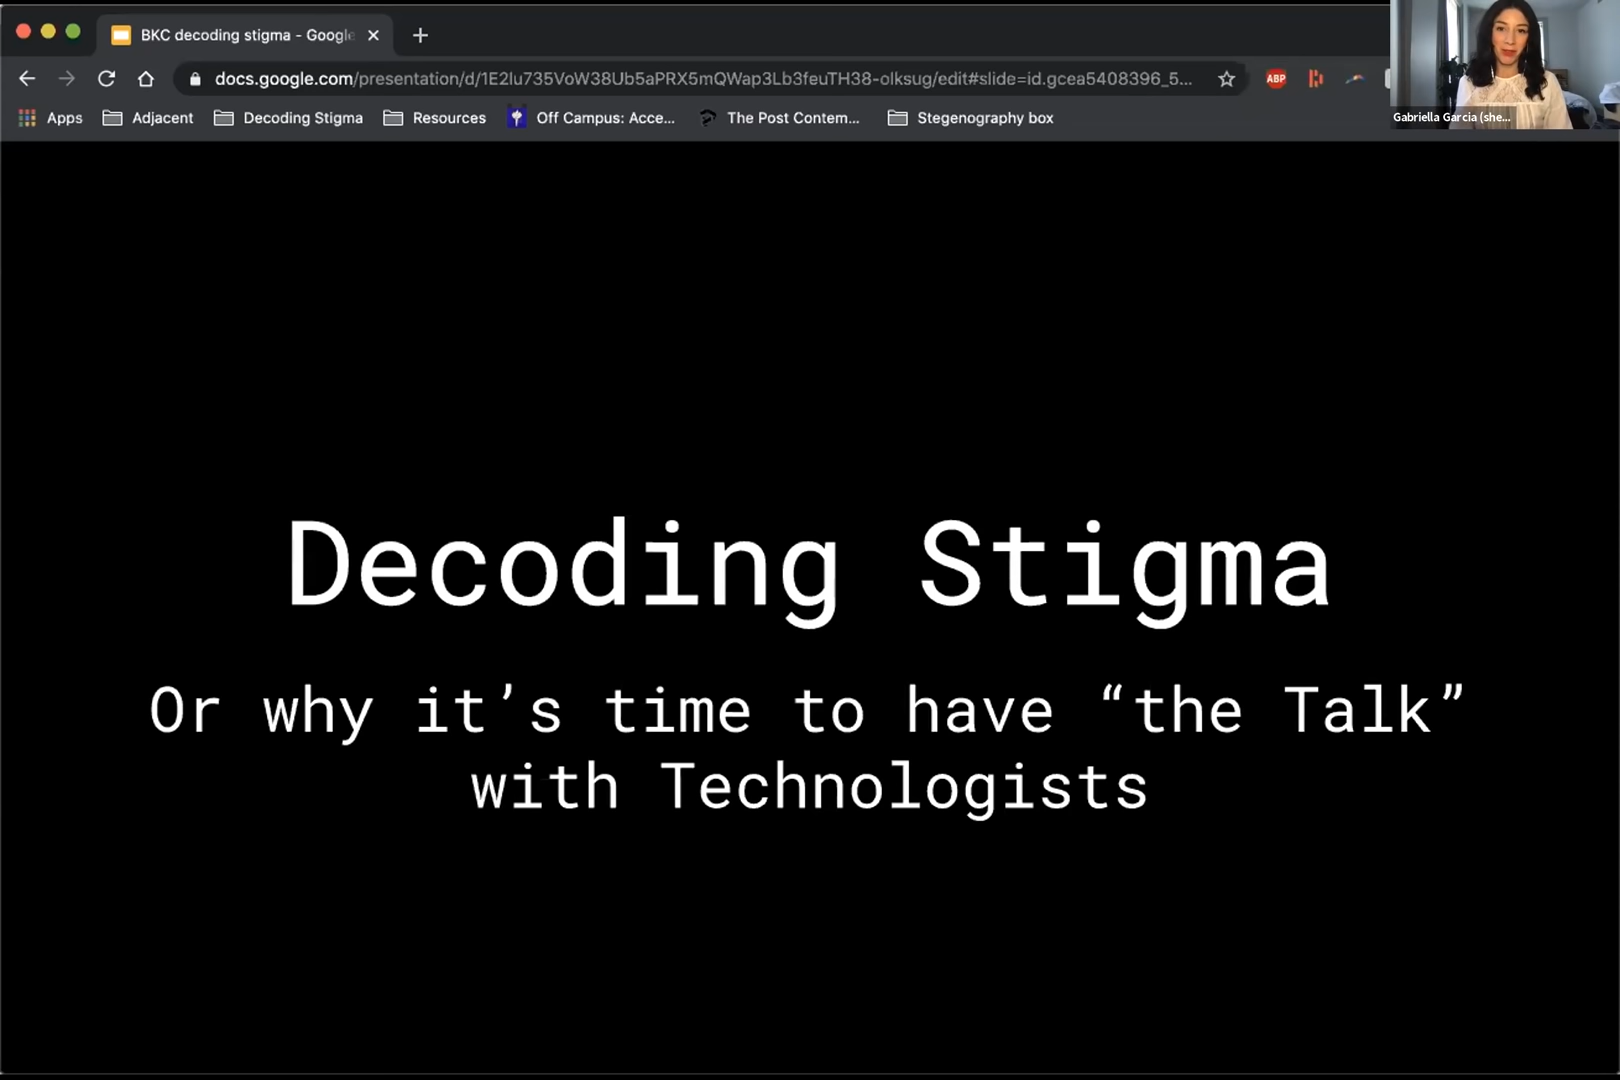 BKC decoding stigma - Google
docs.google.com/presentation/d/1E2lu735VoW38Ub5aPRX5mQWap3Lb3feuTH38-olksug/edit#slide=id.gcea5408396_5...
ABP
Apps Adjacent Decoding Stigma Resources Off Campus: Acce... The Post Contem... Stegenography box
Gabriella Garcia (she...
Decoding Stigma
Or why it’s time to have “the Talk”
with Technologists